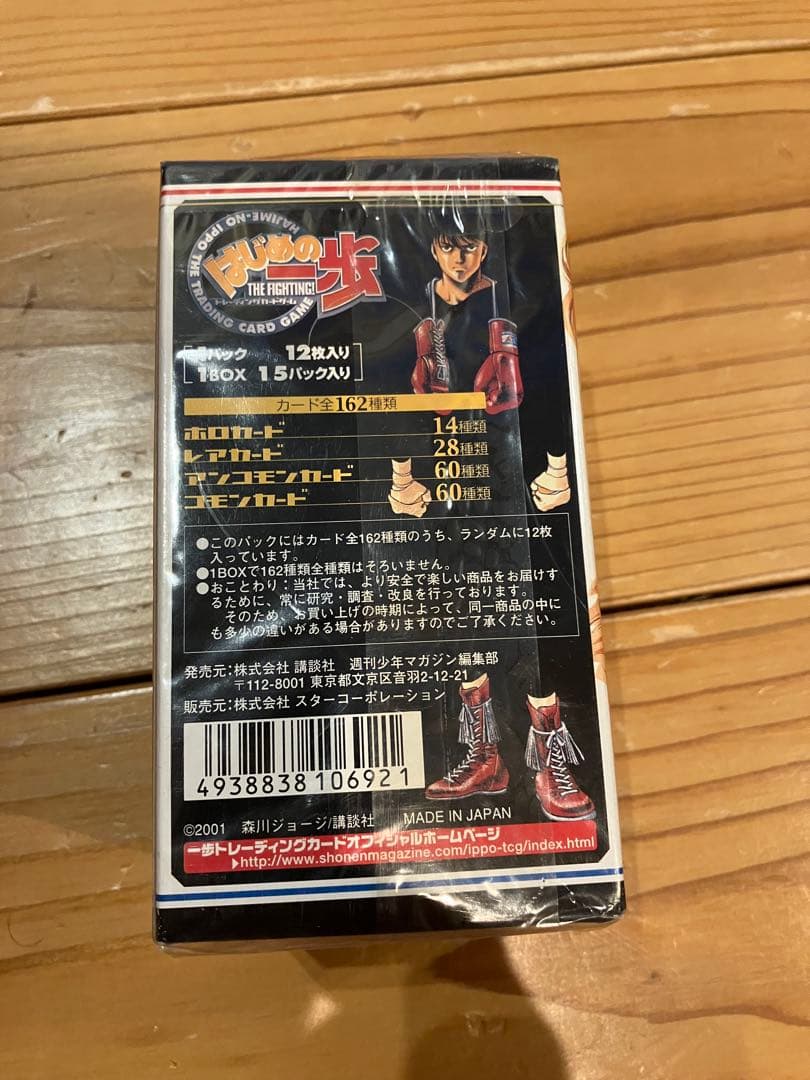 HAJIME-NO IPPO THE TRADING CARD GAME
はじめの一歩
THE FIGHTING!
トレーディングカードゲーム
1パック 12枚入り
1BOX 15パック入り
カード全162種類
ホロカード 14種類
レアカード 28種類
アンコモンカード 60種類
コモンカード 60種類
●このパックにはカード全162種類のうち、ランダムに12枚
入っています。
●1BOXで162種類全種類はそろいません。
●おことわり：当社では、より安全で楽しい商品をお届けす
るために、常に研究・調査・改良を行っております。
そのため、お買い上げの時期によって、同一商品の中に
も多少の違いがある場合がありますのでご了承ください。
発売元：株式会社 講談社 週刊少年マガジン編集部
〒112-8001 東京都文京区音羽2-12-21
販売元：株式会社 スターコーポレーション
4938838106921
©2001 森川ジョージ/講談社 MADE IN JAPAN
一歩トレーディングカードオフィシャルホームページ
▶http://www.shonenmagazine.com/ippo-tcg/index.html